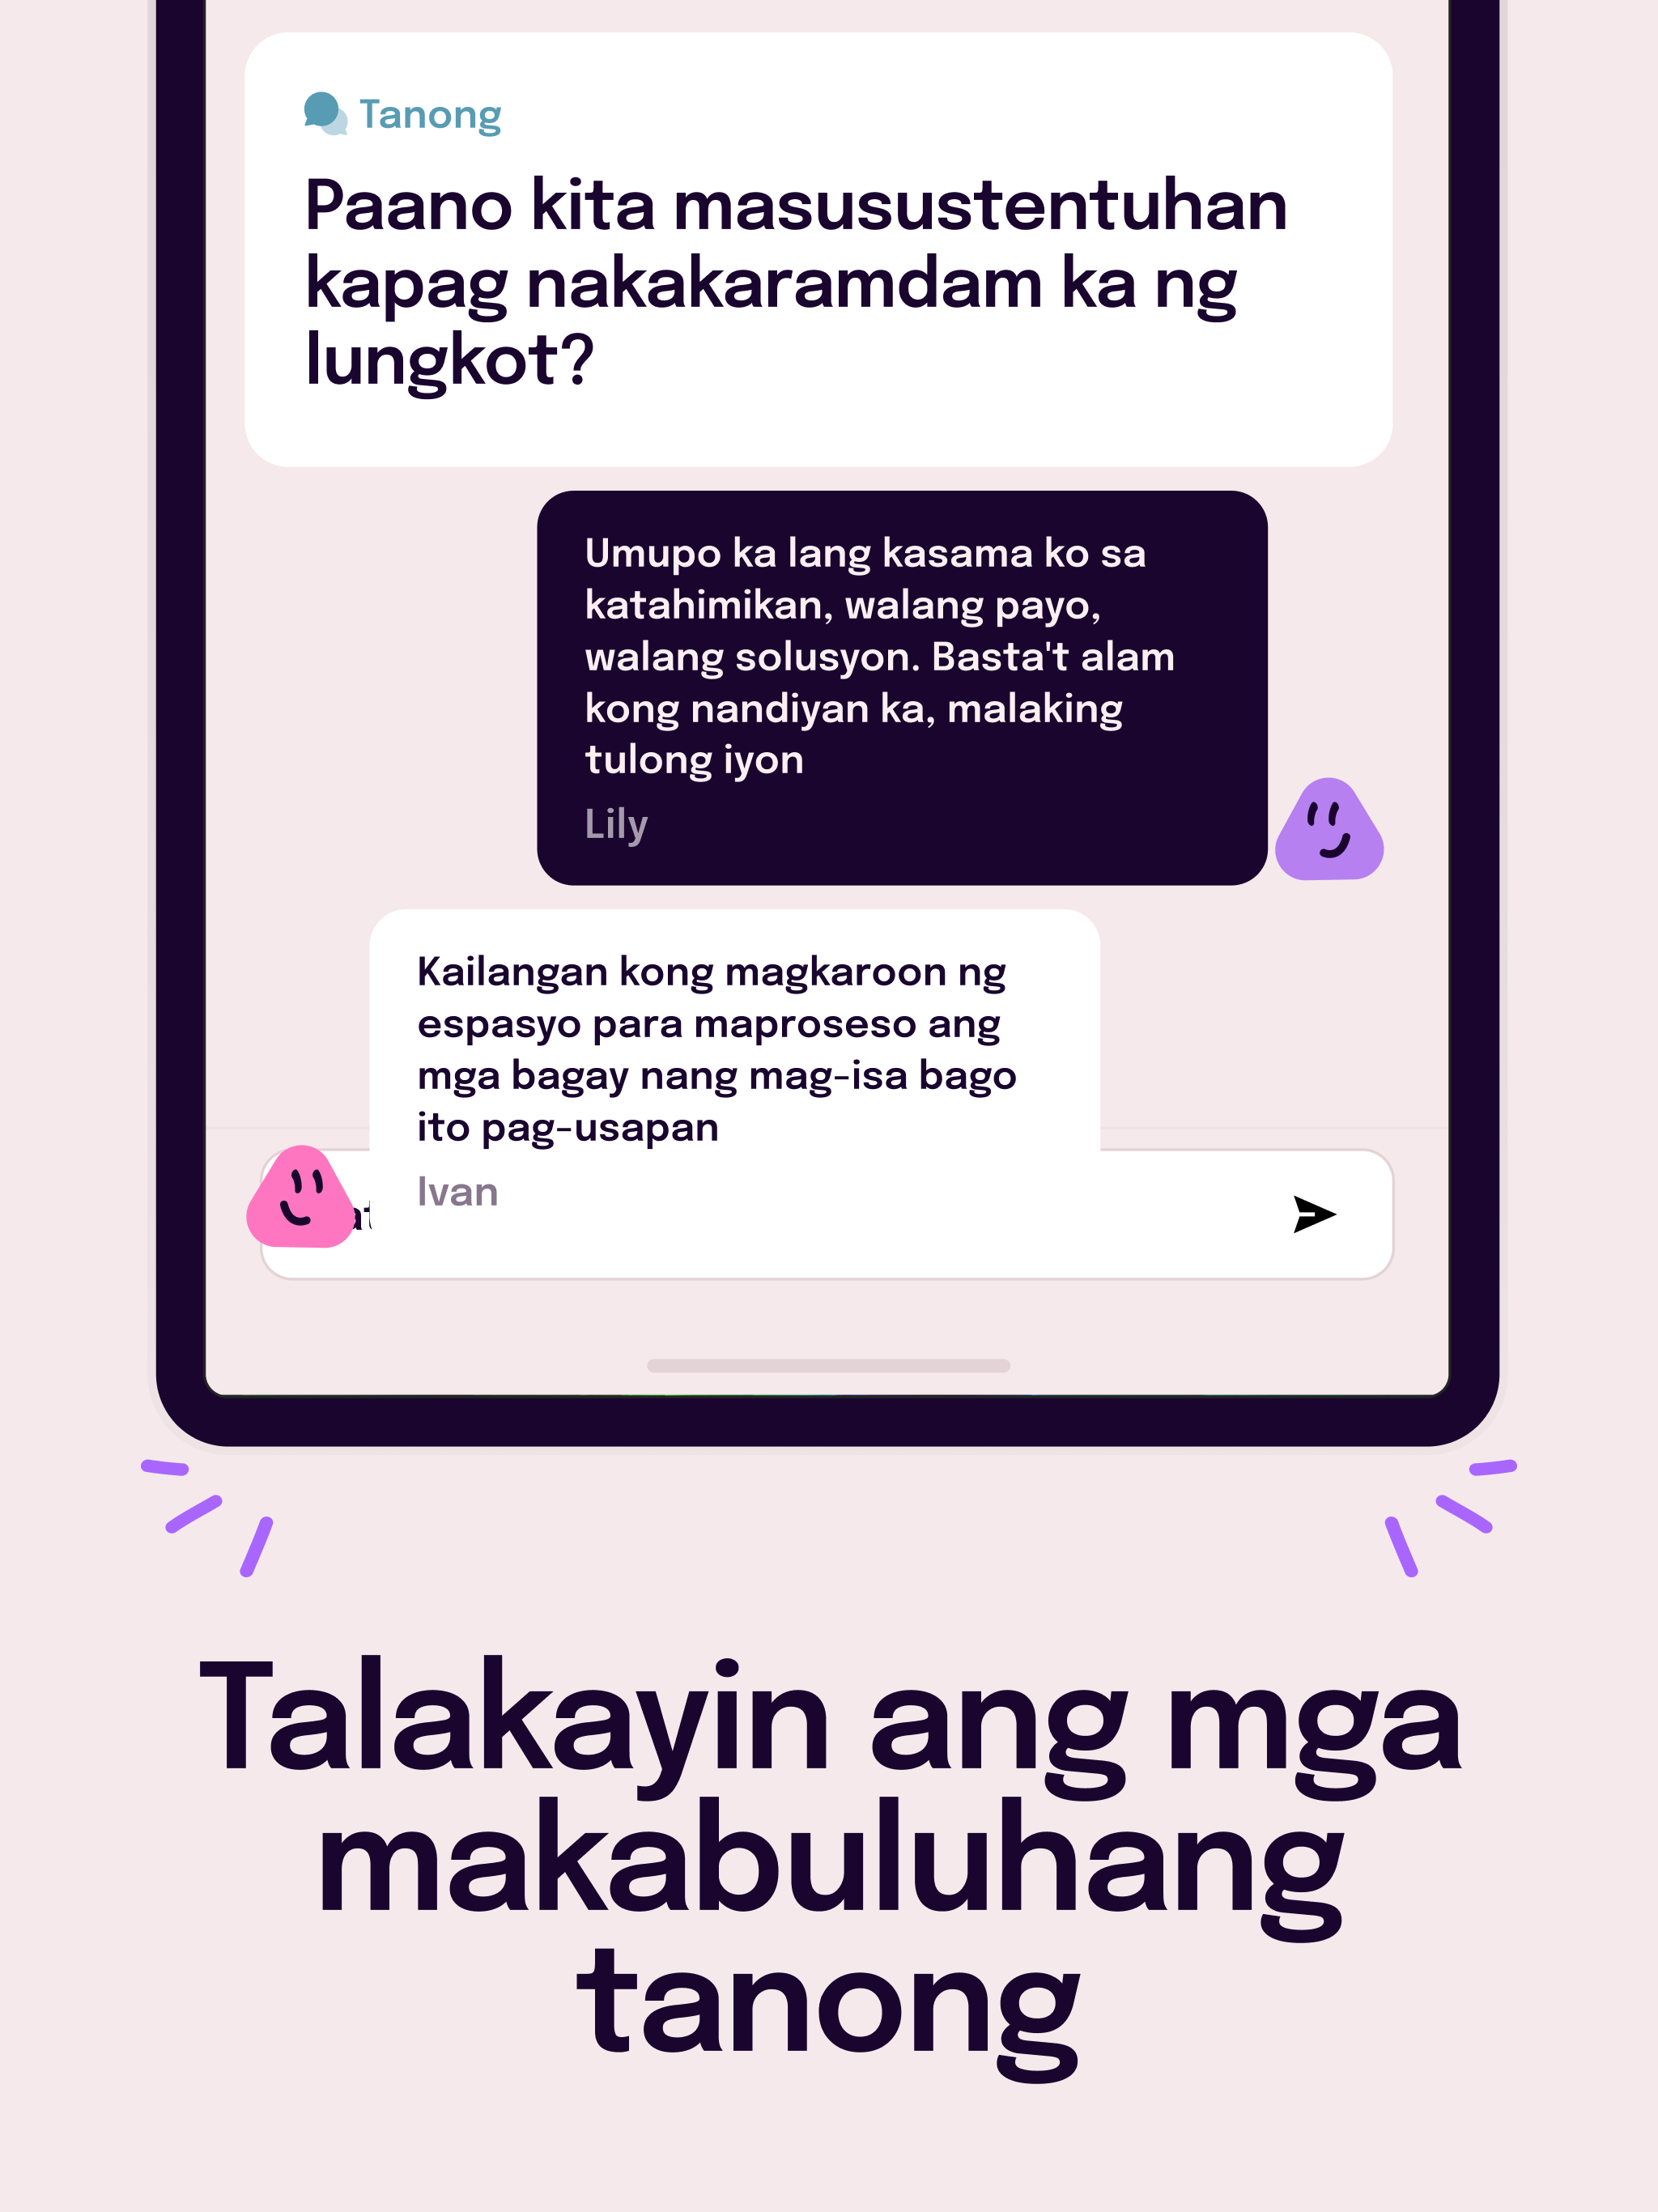 Tanong
Paano kita masusustentuhan
kapag nakakaramdam ka ng
lungkot?
Umupo ka lang kasama ko sa
katahimikan, walang payo,
walang solusyon. Basta't alam
kong nandiyan ka, malaking
tulong iyon
Lily
Kailangan kong magkaroon ng
espasyo para maproseso ang
mga bagay nang mag-isa bago
ito pag-usapan
Ivan
Talakayin ang mga
makabuluhang
tanong